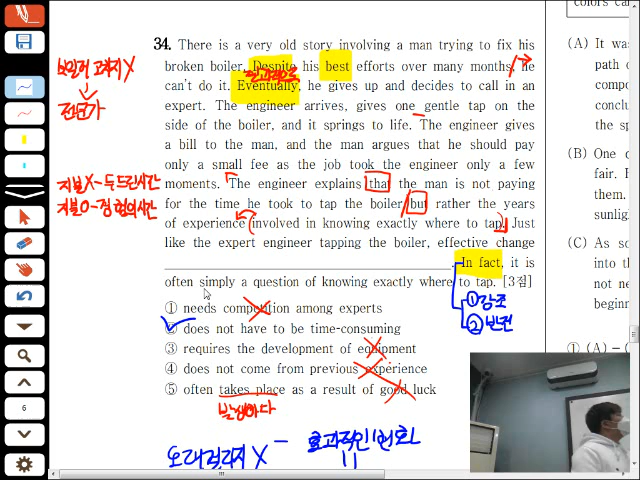 34. There is a very old story involving a man trying to fix his
broken boiler. Despite his best efforts over many months, he
결과적으로
can't do it. Eventually, he gives up and decides to call in an
expert. The engineer arrives, gives one gentle tap on the
side of the boiler, and it springs to life. The engineer gives
a bill to the man, and the man argues that he should pay
only a small fee as the job took the engineer only a few
moments. The engineer explains that the man is not paying
for the time he took to tap the boiler but rather the years
of experience involved in knowing exactly where to tap. Just
like the expert engineer tapping the boiler, effective change
. In fact, it is
often simply a question of knowing exactly where to tap. [3점]
① needs competition among experts
② does not have to be time-consuming
③ requires the development of equipment
④ does not come from previous experience
⑤ often takes place as a result of good luck
발생하다
오래걸리지 X - 효과적인 변화
보일러 고치지 X
전문가
지불 X - 두드린시간
지불 O - 경험의시간
① 강조
② 반전
colors
(A) It wa
path o
compo
conclu
the sp
(B) One o
fair.
them.
sunlig
(C) As so
into th
not ne
begin
① (A) - (
6